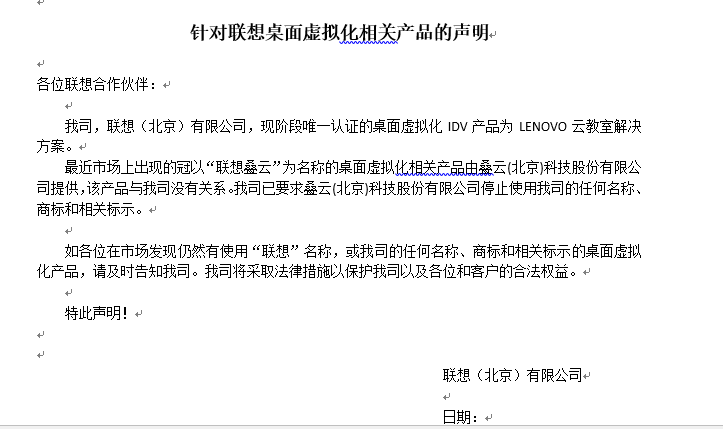 针对联想桌面虚拟化相关产品的声明
各位联想合作伙伴：
我司，联想（北京）有限公司，现阶段唯一认证的桌面虚拟化 IDV 产品为 LENOVO 云教室解决
方案。
最近市场上出现的冠以“联想叠云”为名称的桌面虚拟化相关产品由叠云(北京)科技股份有限公
司提供，该产品与我司没有关系。我司已要求叠云(北京)科技股份有限公司停止使用我司的任何名称、
商标和相关标示。
如各位在市场发现仍然有使用“联想”名称，或我司的任何名称、商标和相关标示的桌面虚拟
化产品，请及时告知我司。我司将采取法律措施以保护我司以及各位和客户的合法权益。
特此声明！
联想（北京）有限公司
日期：